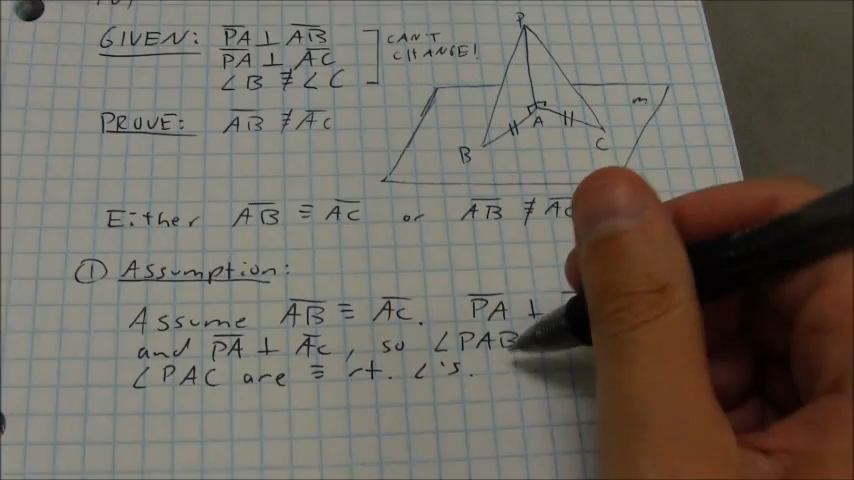 GIVEN: PA ⊥ AB
PA ⊥ AC
∠B ≢ ∠C
CAN'T
CHANGE!
PROVE: AB ≢ AC
P
m
A
B
C
Either AB ≡ AC or AB ≢ AC
① Assumption:
Assume AB ≡ AC. PA ⊥
and PA ⊥ AC, so ∠PAB
∠PAC are ≡ rt. ∠'s.